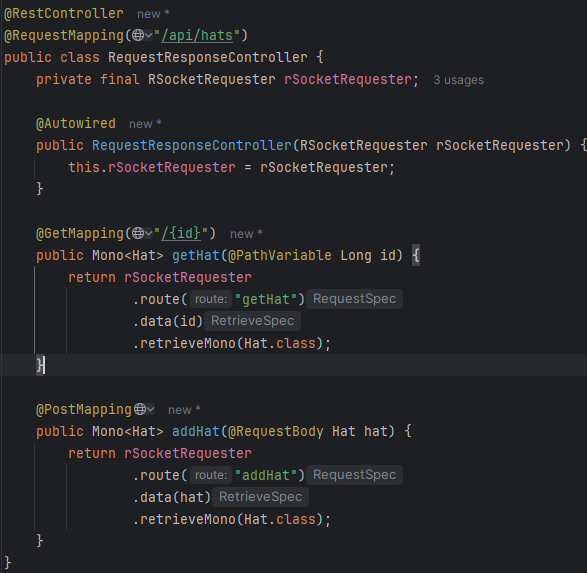 @RestController new *
@RequestMapping("/api/hats")
public class RequestResponseController {
    private final RSocketRequester rSocketRequester; 3 usages
    @Autowired new *
    public RequestResponseController(RSocketRequester rSocketRequester) {
        this.rSocketRequester = rSocketRequester;
    }
    @GetMapping("/{id}") new *
    public Mono<Hat> getHat(@PathVariable Long id) {
        return rSocketRequester
                .route( route: "getHat") RequestSpec
                .data(id) RetrieveSpec
                .retrieveMono(Hat.class);
    }
    @PostMapping new *
    public Mono<Hat> addHat(@RequestBody Hat hat) {
        return rSocketRequester
                .route( route: "addHat") RequestSpec
                .data(hat) RetrieveSpec
                .retrieveMono(Hat.class);
    }
}